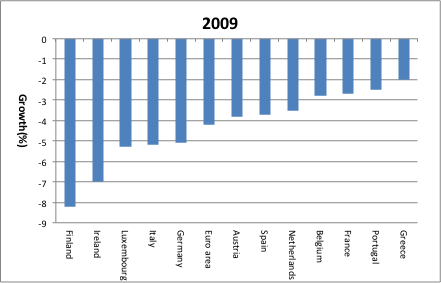 2009
Growth(%)
0
-1
-2
-3
-4
-5
-6
-7
-8
-9
Finland
Ireland
Luxembourg
Italy
Germany
Euro area
Austria
Spain
Netherlands
Belgium
France
Portugal
Greece